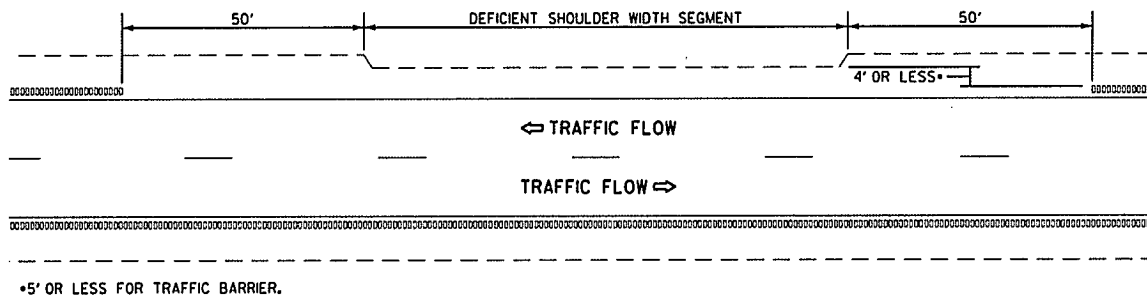 50' DEFICIENT SHOULDER WIDTH SEGMENT 50'
4' OR LESS*
⇦ TRAFFIC FLOW
TRAFFIC FLOW ⇨
*5' OR LESS FOR TRAFFIC BARRIER.